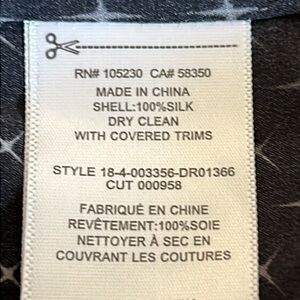 RN# 105230 CA# 58350
MADE IN CHINA
SHELL:100%SILK
DRY CLEAN
WITH COVERED TRIMS
STYLE 18-4-003356-DR01366
CUT 000958
FABRIQUÉ EN CHINE
REVÊTEMENT:100%SOIE
NETTOYER À SEC EN
COUVRANT LES COUTURES